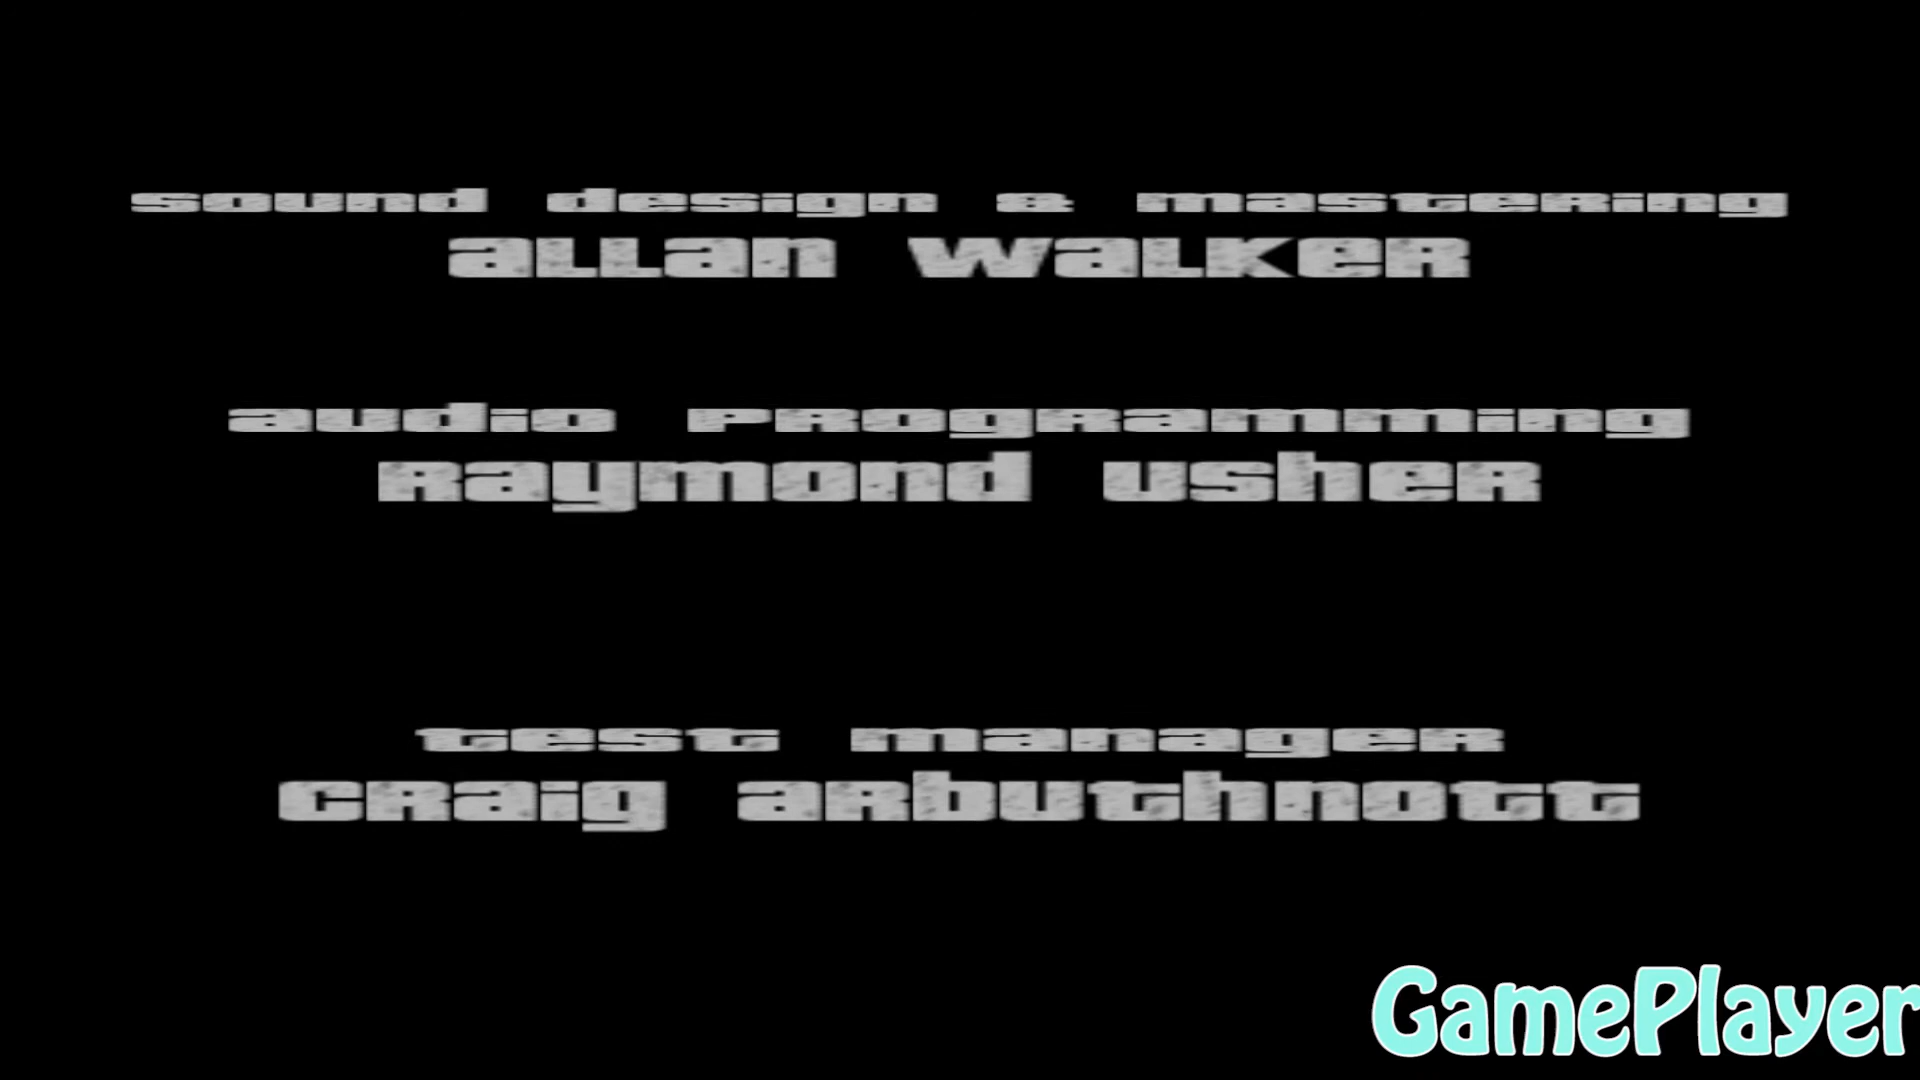 sound design & mastering
allan walker
audio programming
raymond usher
test manager
craig arbuthnott
GamePlayer